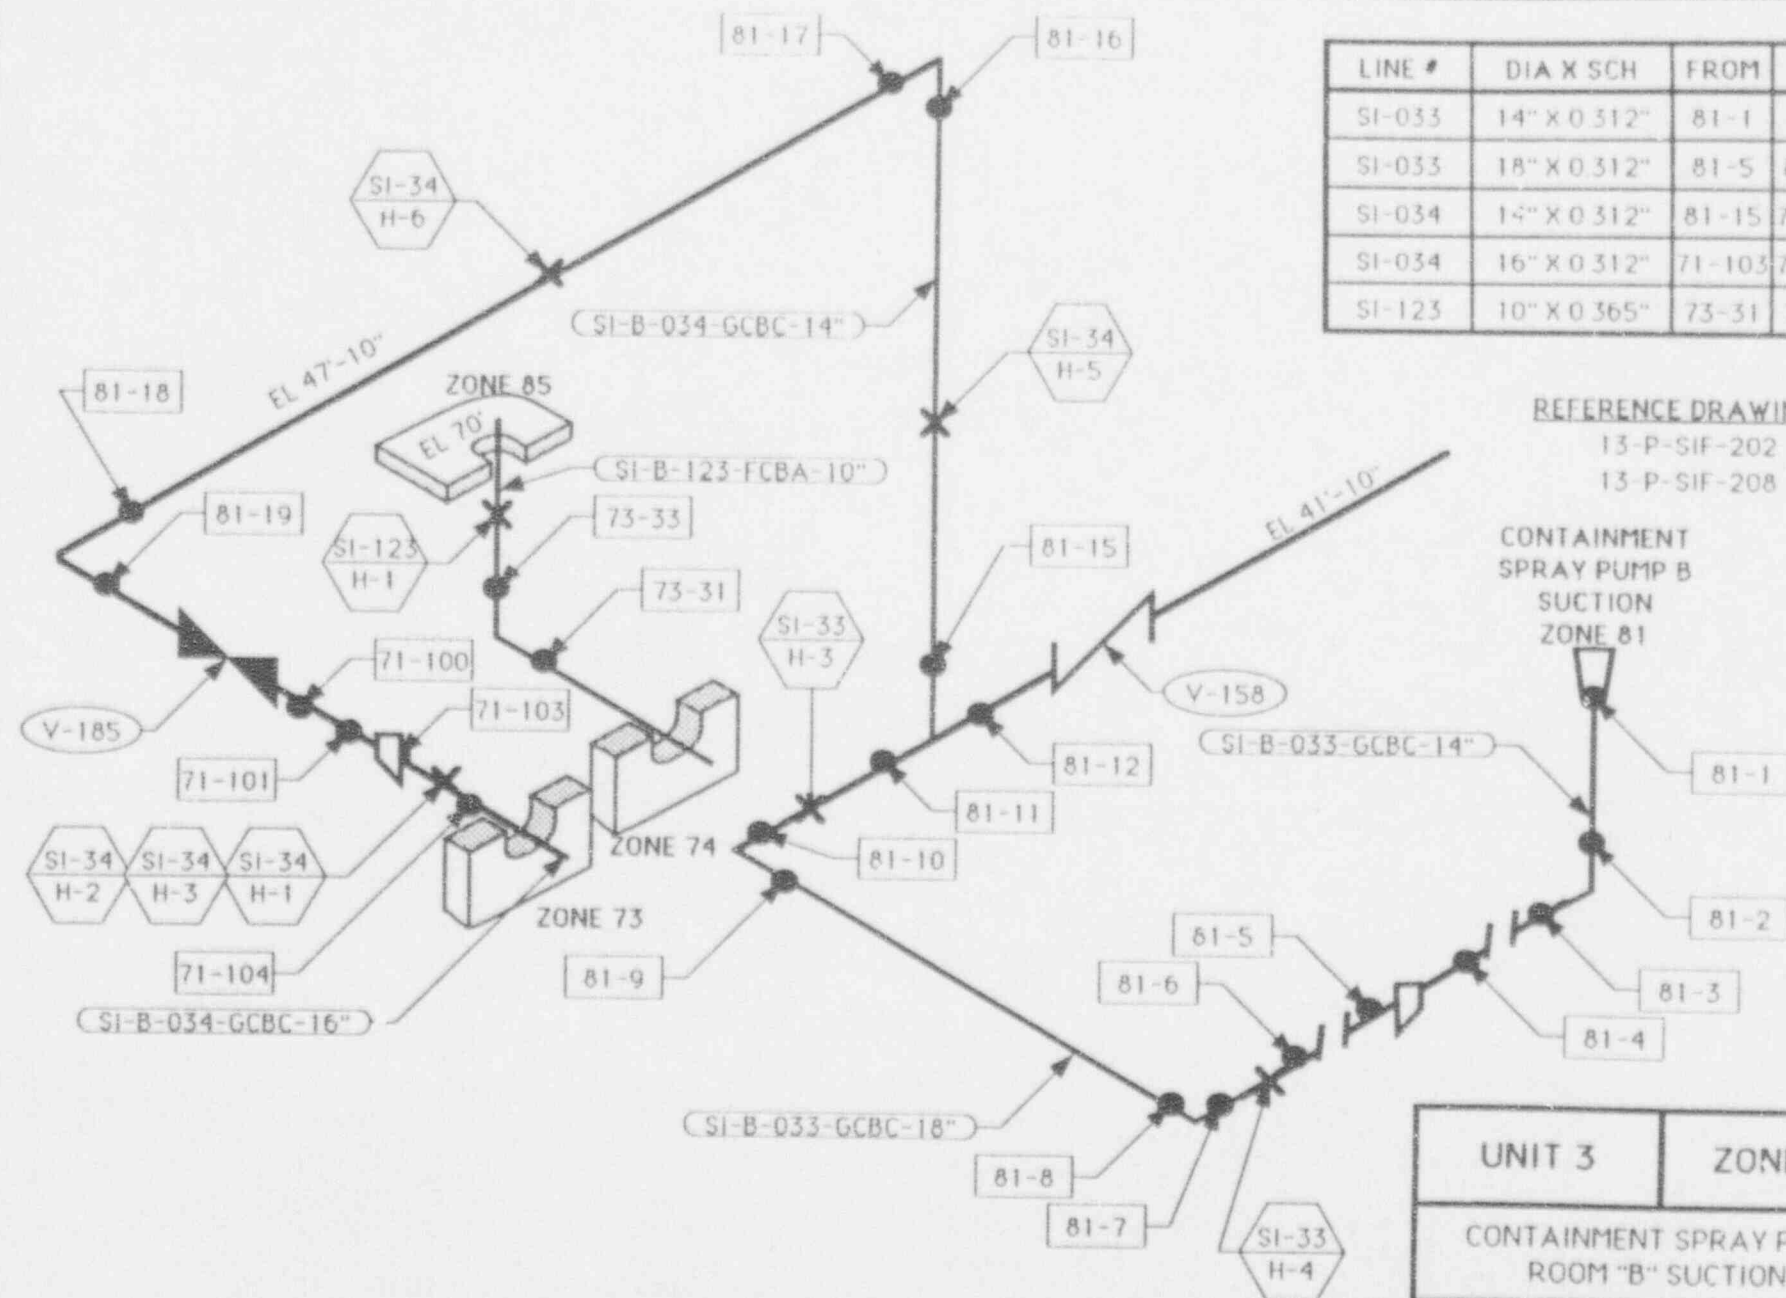 81-17
81-16
LINE # DIA X SCH FROM
SI-033 14" X 0.312" 81-1
SI-033 18" X 0.312" 81-5
SI-034 14" X 0.312" 81-15
SI-034 16" X 0.312" 71-103
SI-123 10" X 0.365" 73-31
SI-34
H-6
SI-B-034-GCBC-14"
SI-34
H-5
EL 47'-10"
81-18
ZONE 85
EL 70'
REFERENCE DRAWI
13-P-SIF-202
13-P-SIF-208
SI-B-123-FCBA-10"
81-19
73-33
SI-123
H-1
81-15
EL 41'-10"
CONTAINMENT
SPRAY PUMP B
SUCTION
ZONE 81
73-31
SI-33
H-3
71-100
71-103
V-158
V-185
SI-B-033-GCBC-14"
71-101
81-12
81-1
81-11
SI-34
H-2
SI-34
H-3
SI-34
H-1
ZONE 74
81-10
ZONE 73
81-2
81-5
71-104
81-9
81-6
81-3
SI-B-034-GCBC-16"
81-4
SI-B-033-GCBC-18"
81-8
81-7
SI-33
H-4
UNIT 3
CONTAINMENT SPRAY
ROOM "B" SUCTION